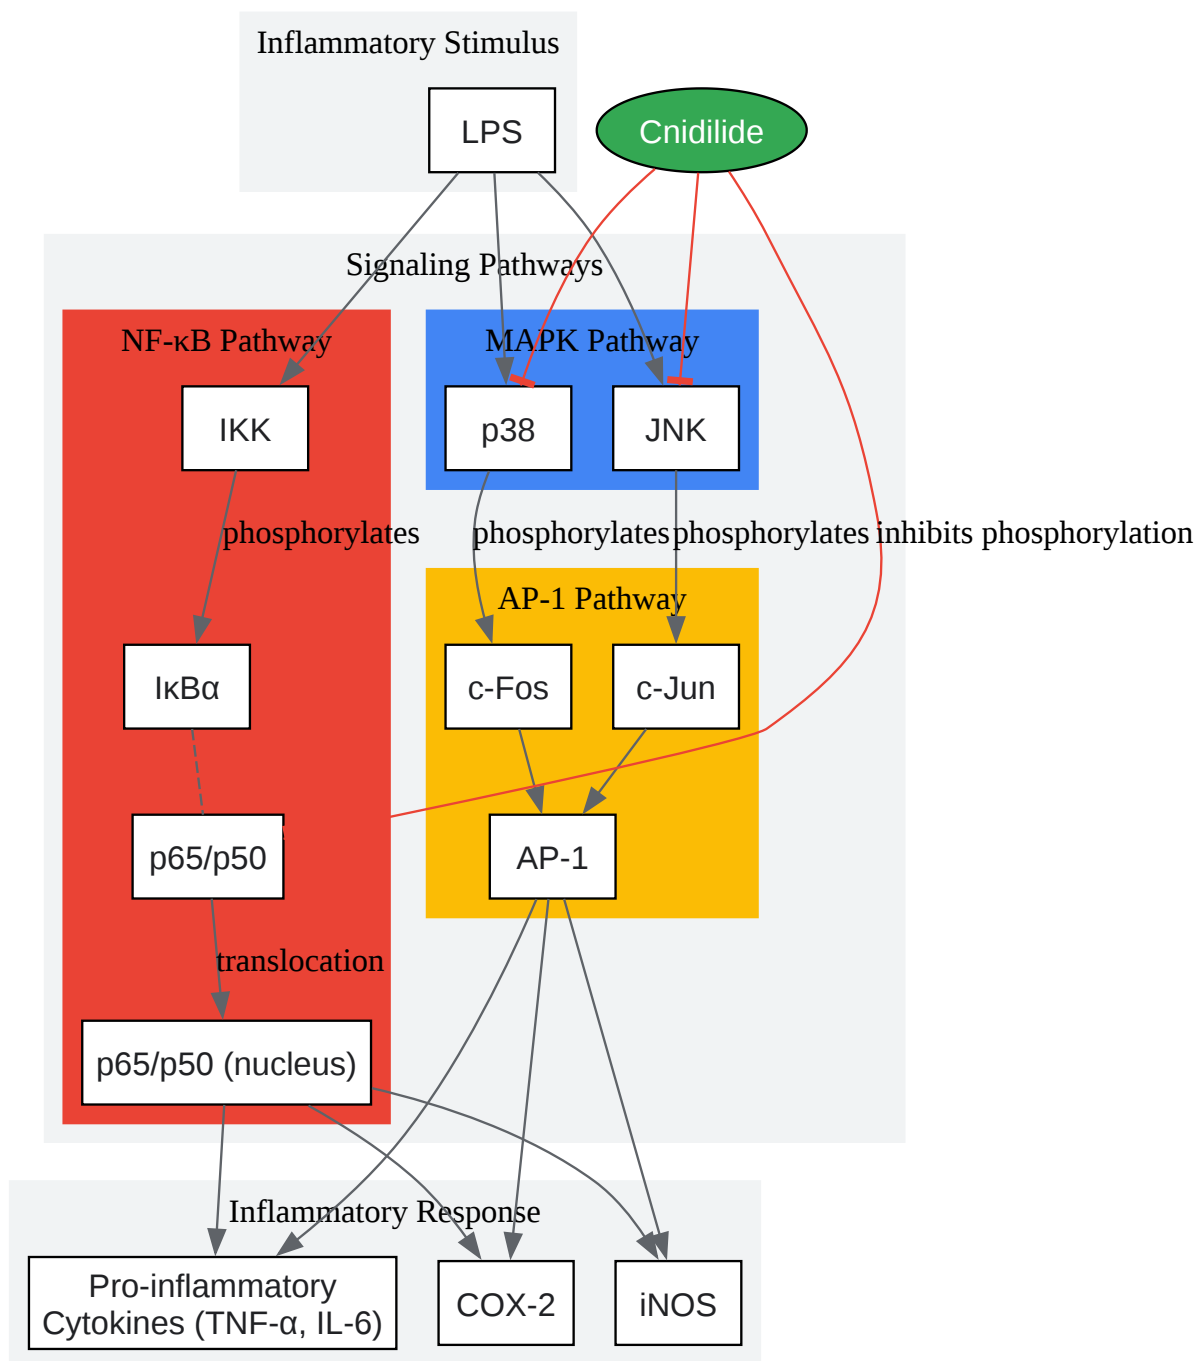 Inflammatory Stimulus
LPS
Cnidilide
Signaling Pathways
NF-κB Pathway
MAPK Pathway
IKK
p38
JNK
phosphorylates
phosphorylates
phosphorylates
inhibits phosphorylation
AP-1 Pathway
IκBα
c-Fos
c-Jun
p65/p50
AP-1
translocation
p65/p50 (nucleus)
Inflammatory Response
Pro-inflammatory
Cytokines (TNF-α, IL-6)
COX-2
iNOS